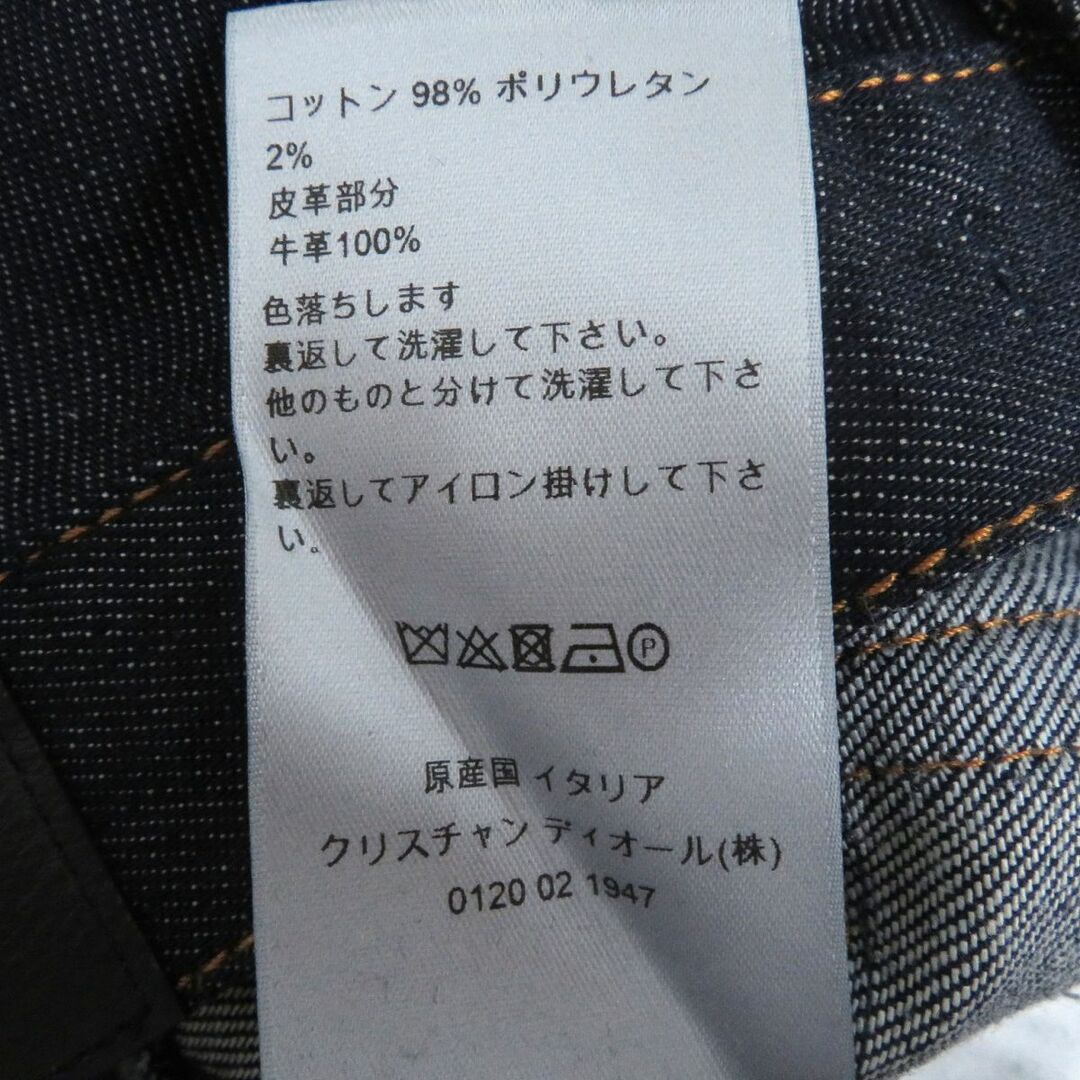 コットン 98% ポリウレタン
2%
皮革部分
牛革100%
色落ちします
裏返して洗濯して下さい。
他のものと分けて洗濯して下さ
い。
裏返してアイロン掛けして下さ
い。
P
原産国 イタリア
クリスチャン ディオール(株)
0120 02 1947